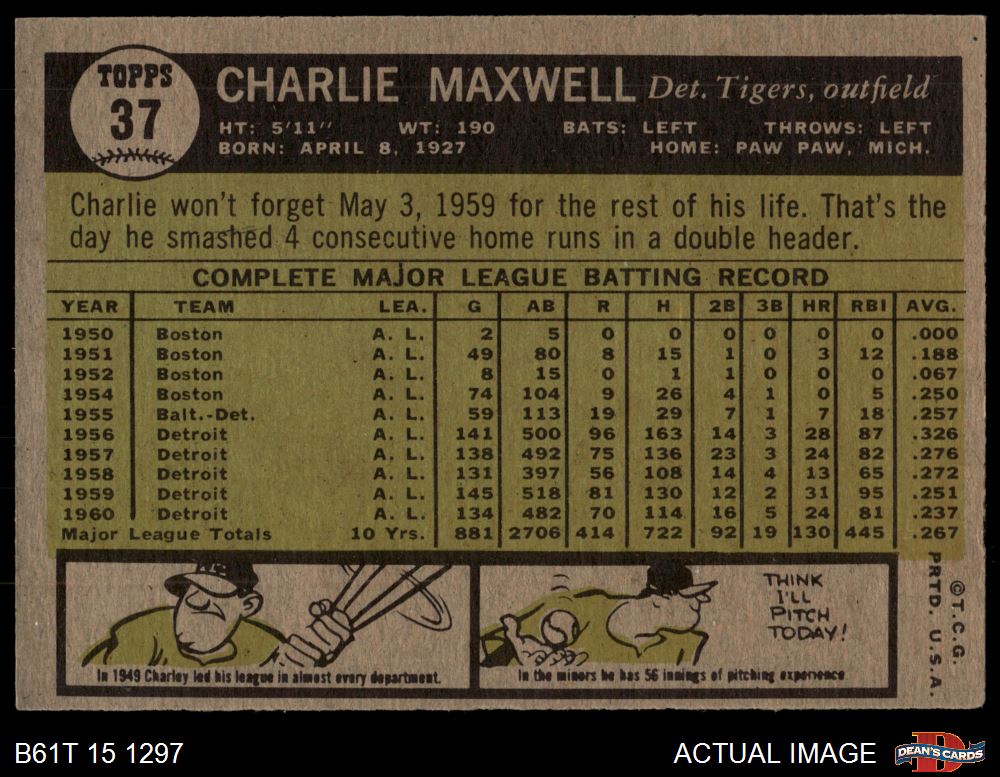 TOPPS
37
CHARLIE MAXWELL Det. Tigers, outfield
HT: 5'11" WT: 190 BATS: LEFT THROWS: LEFT
BORN: APRIL 8, 1927 HOME: PAW PAW, MICH.
Charlie won't forget May 3, 1959 for the rest of his life. That's the
day he smashed 4 consecutive home runs in a double header.
COMPLETE MAJOR LEAGUE BATTING RECORD
YEAR TEAM LEA. G AB R H 2B 3B HR RBI AVG.
1950 Boston A. L. 2 5 0 0 0 0 0 0 .000
1951 Boston A. L. 49 80 8 15 1 0 3 12 .188
1952 Boston A. L. 8 15 0 1 1 0 0 0 .067
1954 Boston A. L. 74 104 9 26 4 1 0 5 .250
1955 Balt.-Det. A. L. 59 113 19 29 7 1 7 18 .257
1956 Detroit A. L. 141 500 96 163 14 3 28 87 .326
1957 Detroit A. L. 138 492 75 136 23 3 24 82 .276
1958 Detroit A. L. 131 397 56 108 14 4 13 65 .272
1959 Detroit A. L. 145 518 81 130 12 2 31 95 .251
1960 Detroit A. L. 134 482 70 114 16 5 24 81 .237
Major League Totals 10 Yrs. 881 2706 414 722 92 19 130 445 .267
THINK
I'LL
PITCH
TODAY!
In 1949 Charley led his league in almost every department.
In the minors he has 56 innings of pitching experience
©T.C.G.
PRTD. U.S.A.
B61T 15 1297
ACTUAL IMAGE
D
DEAN'S CARDS